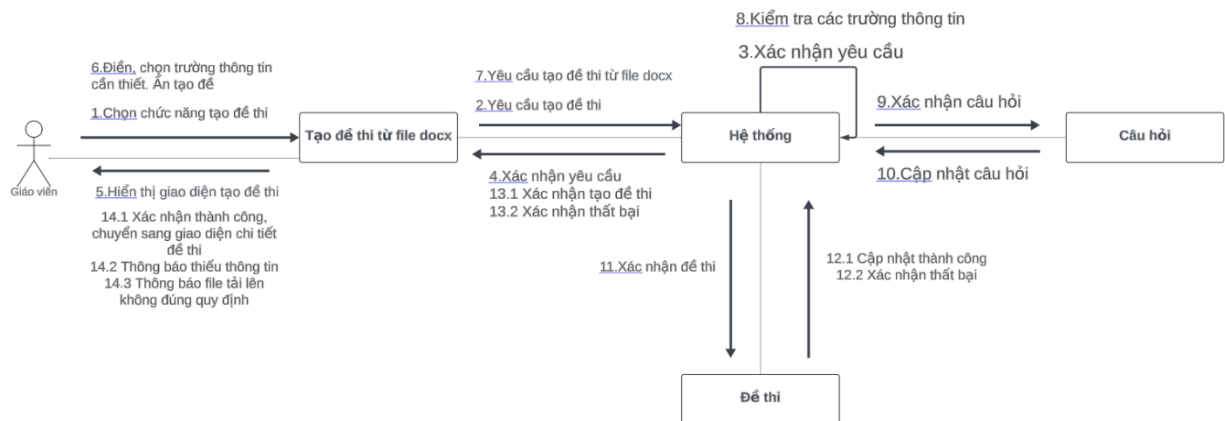 8.Kiểm tra các trường thông tin
3.Xác nhận yêu cầu
6.Điền, chọn trường thông tin
cần thiết. Ấn tạo đề
1.Chọn chức năng tạo đề thi
7.Yêu cầu tạo đề thi từ file docx
2.Yêu cầu tạo đề thi
9.Xác nhận câu hỏi
Tạo đề thi từ file docx
Hệ thống
Câu hỏi
Giáo viên
5.Hiển thị giao diện tạo đề thi
14.1 Xác nhận thành công,
chuyển sang giao diện chi tiết
đề thi
14.2 Thông báo thiếu thông tin
14.3 Thông báo file tải lên
không đúng quy định
4.Xác nhận yêu cầu
13.1 Xác nhận tạo đề thi
13.2 Xác nhận thất bại
10.Cập nhật câu hỏi
11.Xác nhận đề thi
12.1 Cập nhật thành công
12.2 Xác nhận thất bại
Đề thi